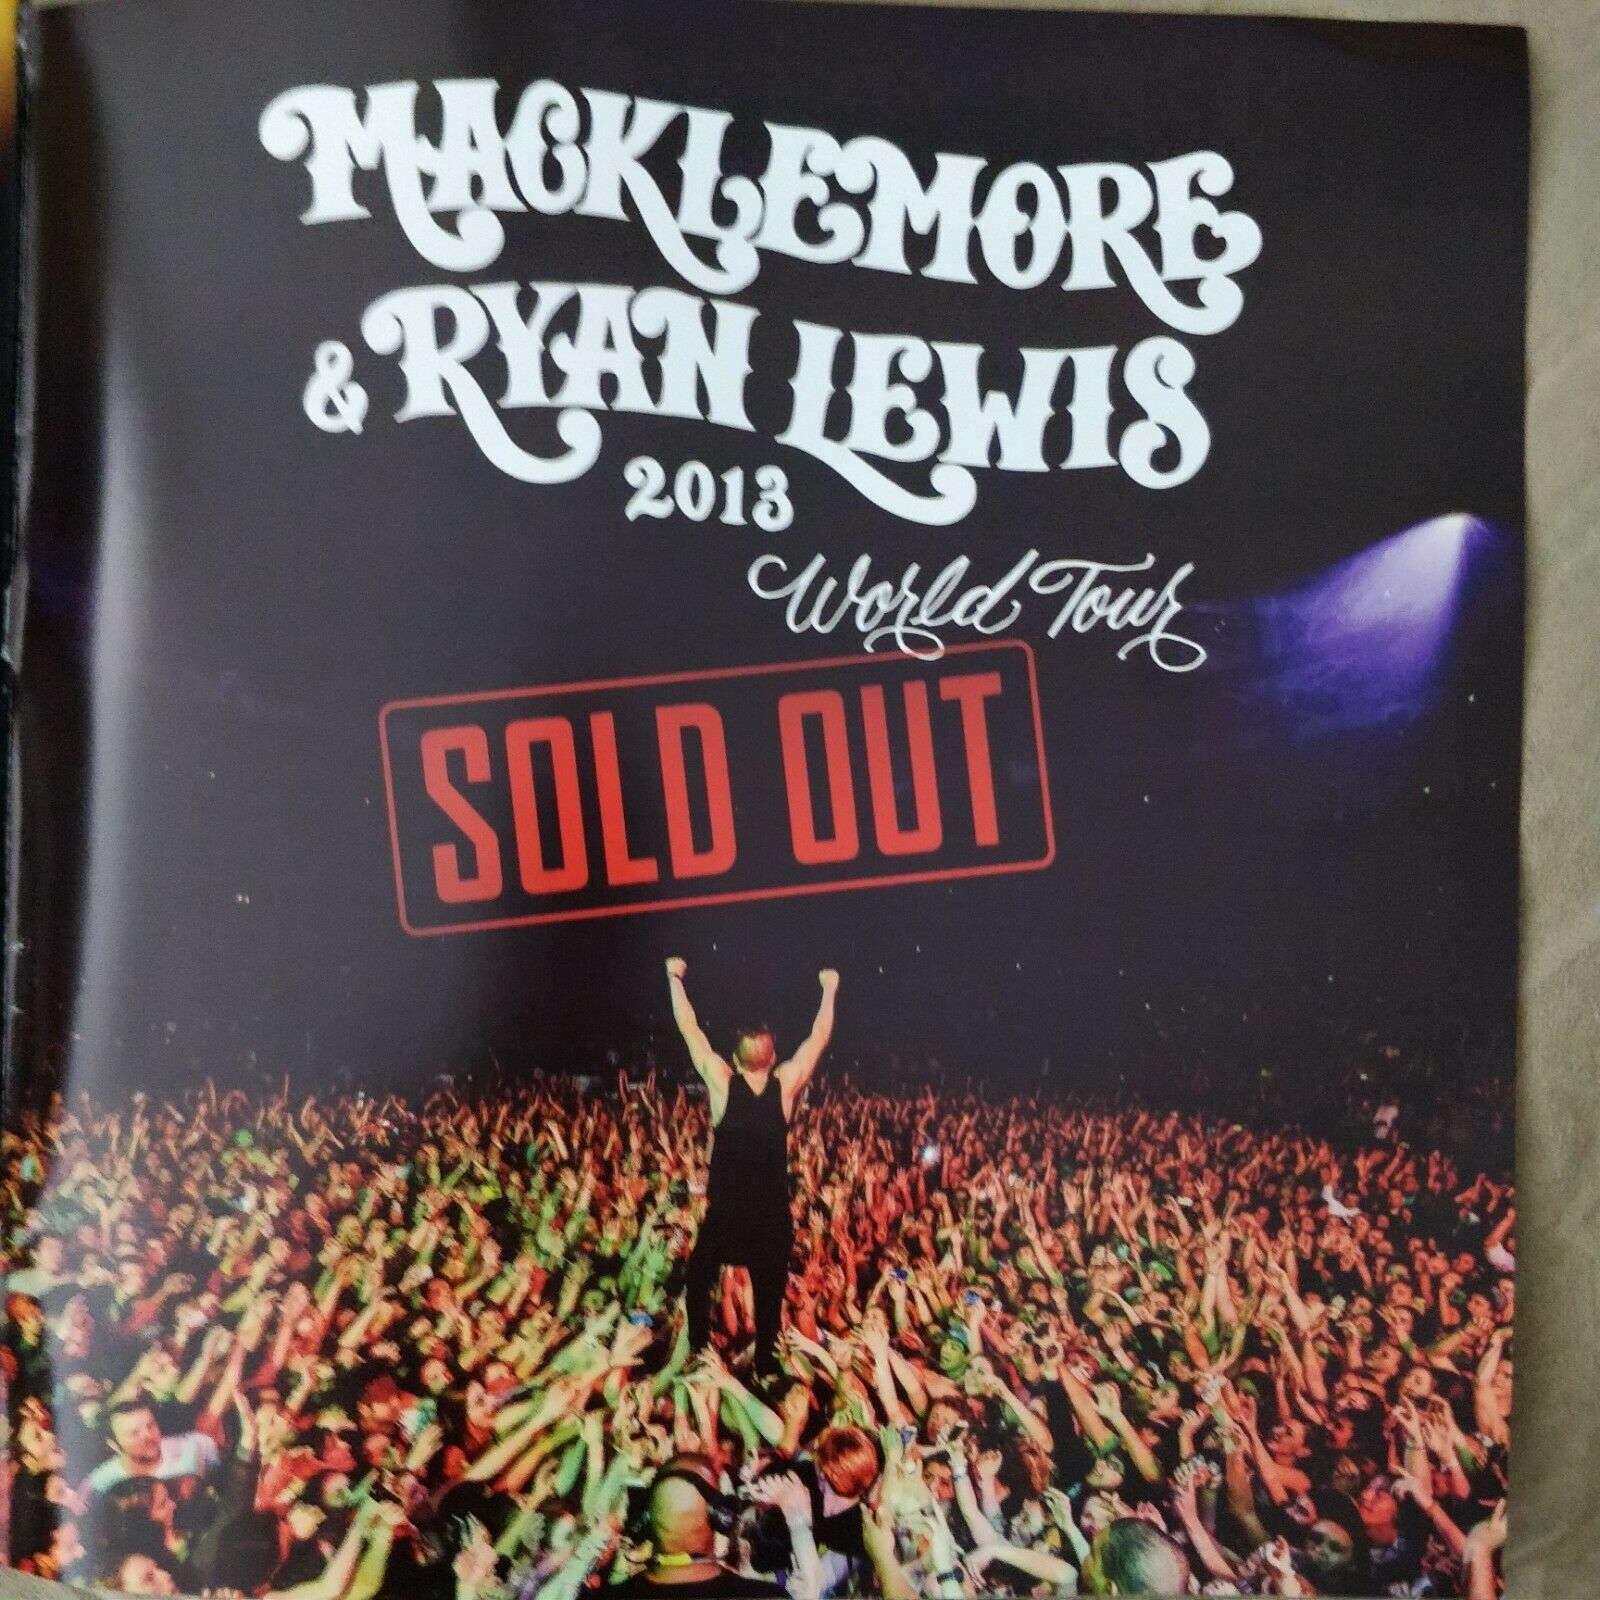 MACKLEMORE
& RYAN LEWIS
2013
World Tour
SOLD OUT